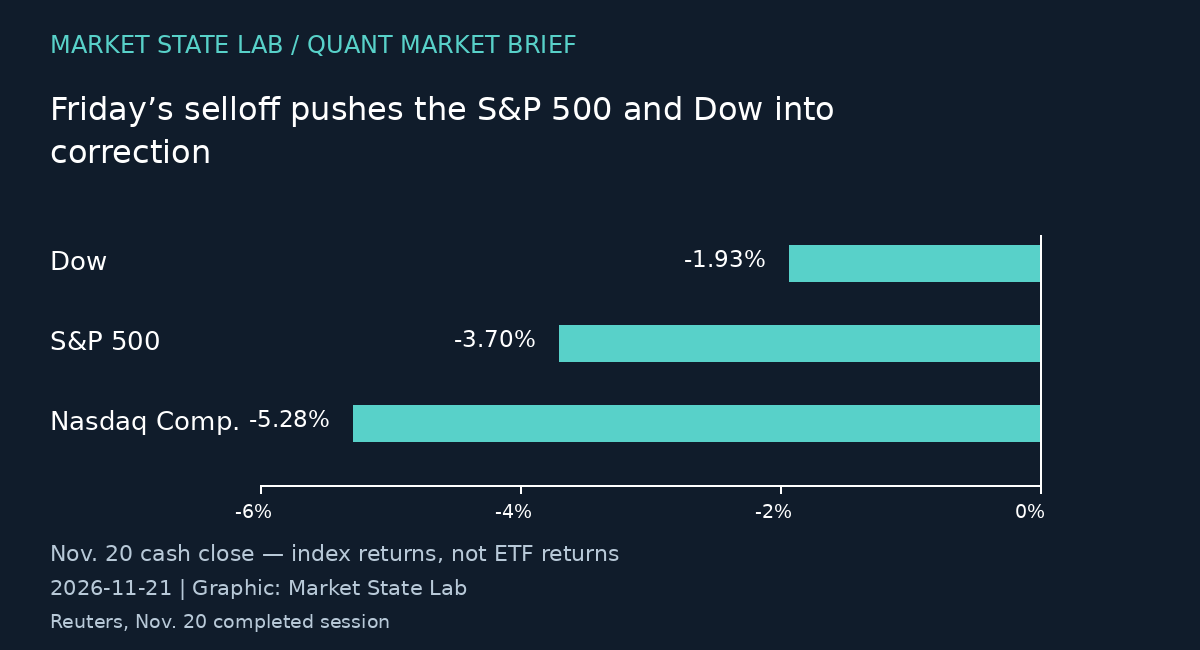 MARKET STATE LAB / QUANT MARKET BRIEF
Friday’s selloff pushes the S&P 500 and Dow into
correction
Dow -1.93%
S&P 500 -3.70%
Nasdaq Comp. -5.28%
-6% -4% -2% 0%
Nov. 20 cash close — index returns, not ETF returns
2026-11-21 | Graphic: Market State Lab
Reuters, Nov. 20 completed session